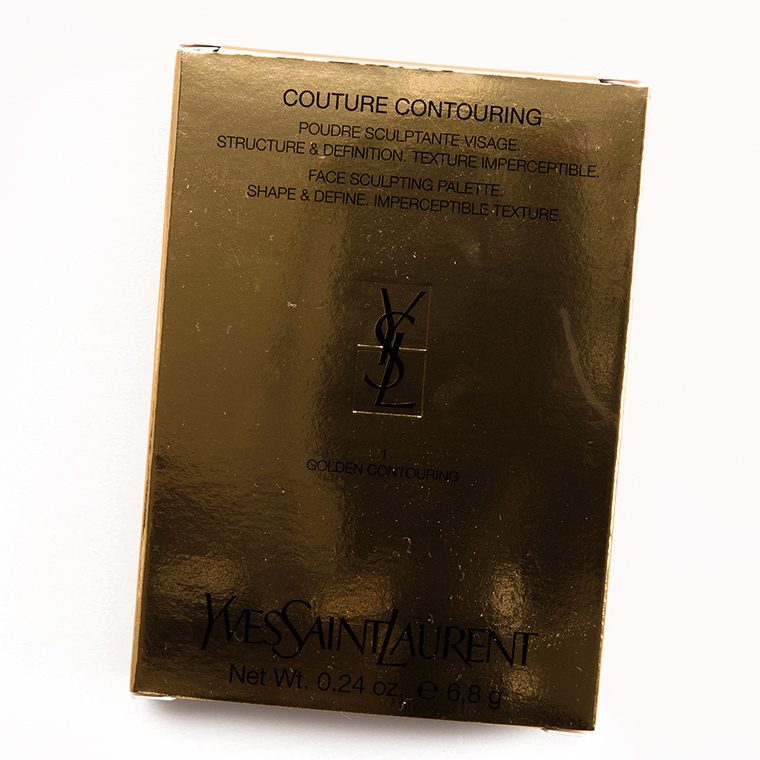 COUTURE CONTOURING
POUDRE SCULPTANTE VISAGE.
STRUCTURE & DEFINITION. TEXTURE IMPERCEPTIBLE.
FACE SCULPTING PALETTE.
SHAPE & DEFINE. IMPERCEPTIBLE TEXTURE.
YSL
1
GOLDEN CONTOURING
YVESSAINTLAURENT
Net Wt. 0.24 oz. ℮ 6,8 g